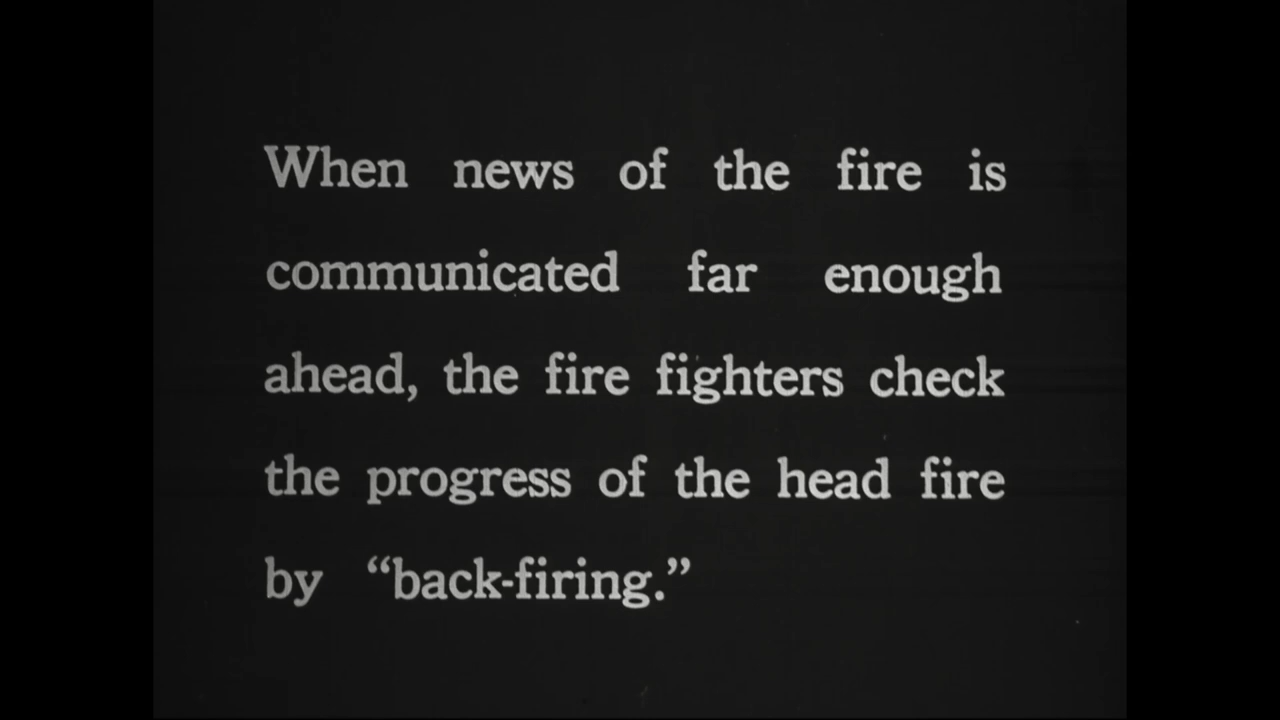 When news of the fire is
communicated far enough
ahead, the fire fighters check
the progress of the head fire
by “back-firing.”